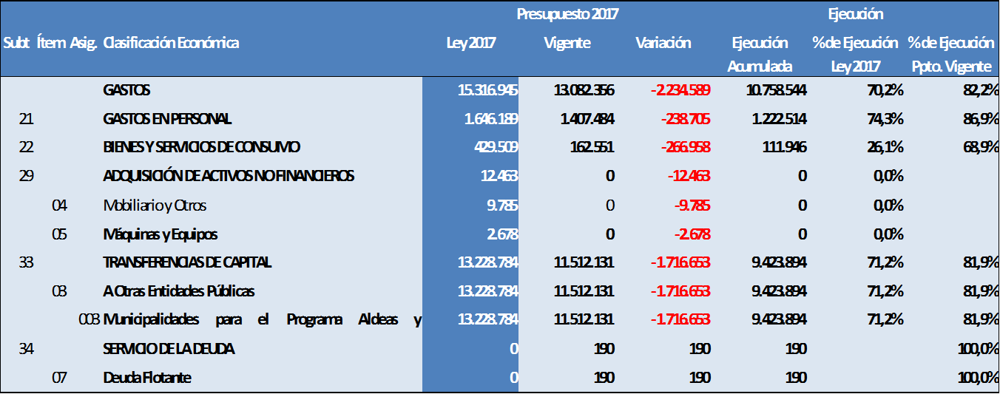 Presupuesto 2017 Ejecución
Subt Ítem Asig. Clasificación Económica Ley 2017 Vigente Variación Ejecución % de Ejecución % de Ejecución
Acumulada Ley 2017 Ppto. Vigente
GASTOS 15.316.945 13.082.356 -2.234.589 10.758.544 70,2% 82,2%
21 GASTOS EN PERSONAL 1.646.189 1.407.484 -238.705 1.222.514 74,3% 86,9%
22 BIENES Y SERVICIOS DE CONSUMO 429.509 162.551 -266.958 111.946 26,1% 68,9%
29 ADQUISICIÓN DE ACTIVOS NO FINANCIEROS 12.463 0 -12.463 0 0,0%
04 Mobiliario y Otros 9.785 0 -9.785 0 0,0%
05 Máquinas y Equipos 2.678 0 -2.678 0 0,0%
33 TRANSFERENCIAS DE CAPITAL 13.228.784 11.512.131 -1.716.653 9.423.894 71,2% 81,9%
03 A Otras Entidades Públicas 13.228.784 11.512.131 -1.716.653 9.423.894 71,2% 81,9%
003 Municipalidades para el Programa Aldeas y 13.228.784 11.512.131 -1.716.653 9.423.894 71,2% 81,9%
34 SERVICIO DE LA DEUDA 0 190 190 190 100,0%
07 Deuda Flotante 0 190 190 190 100,0%